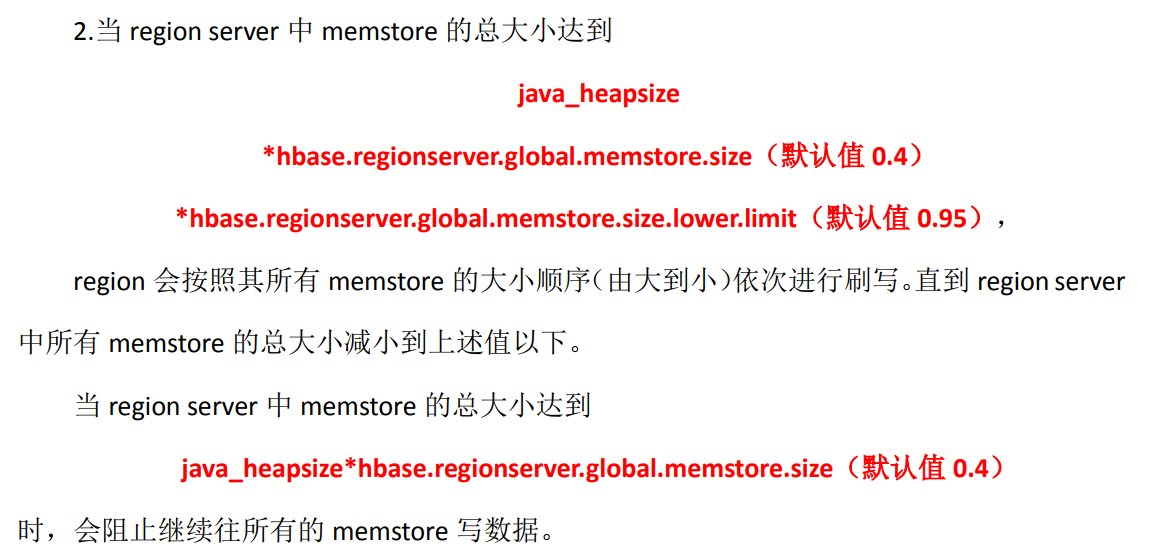 2.当 region server 中 memstore 的总大小达到
java_heapsize
*hbase.regionserver.global.memstore.size（默认值 0.4）
*hbase.regionserver.global.memstore.size.lower.limit（默认值 0.95），
region 会按照其所有 memstore 的大小顺序（由大到小）依次进行刷写。直到 region server
中所有 memstore 的总大小减小到上述值以下。
当 region server 中 memstore 的总大小达到
java_heapsize*hbase.regionserver.global.memstore.size（默认值 0.4）
时，会阻止继续往所有的 memstore 写数据。